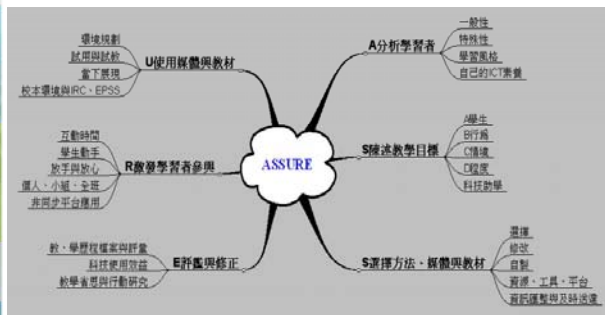 ASSURE
A分析學習者
一般性
特殊性
學習風格
自己的ICT素養
S陳述教學目標
A學生
B行為
C情境
D程度
科技助學
S選擇方法、媒體與教材
選擇
修改
自製
資源、工具、平台
資訊匯整與及時送達
U使用媒體與教材
環境規劃
試用與試教
當下展現
校本環境與IRC、EPSS
R激發學習者參與
互動時間
學生動手
放手與放心
個人、小組、全班
非同步平台應用
E評鑑與修正
教、學歷程檔案與評量
科技使用效益
教學省思與行動研究